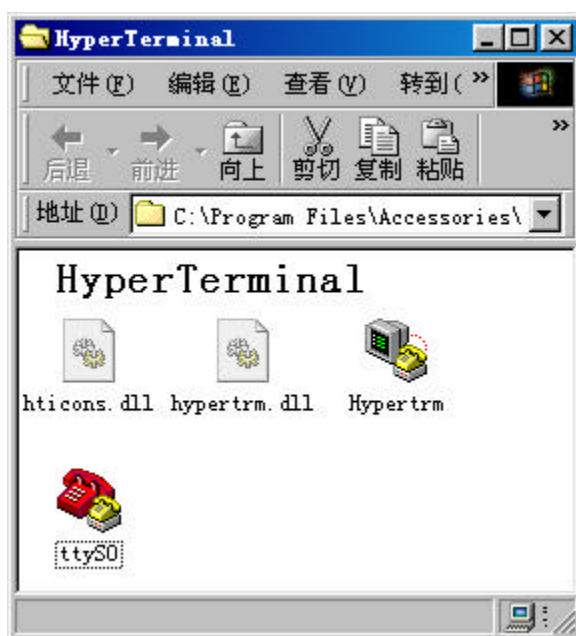 HyperTerminal
文件(F) 编辑(E) 查看(V) 转到( »
后退 前进 向上 剪切 复制 粘贴 »
地址(D) C:\Program Files\Accessories\
HyperTerminal
hticons.dll hypertrm.dll Hypertrm
ttyS0